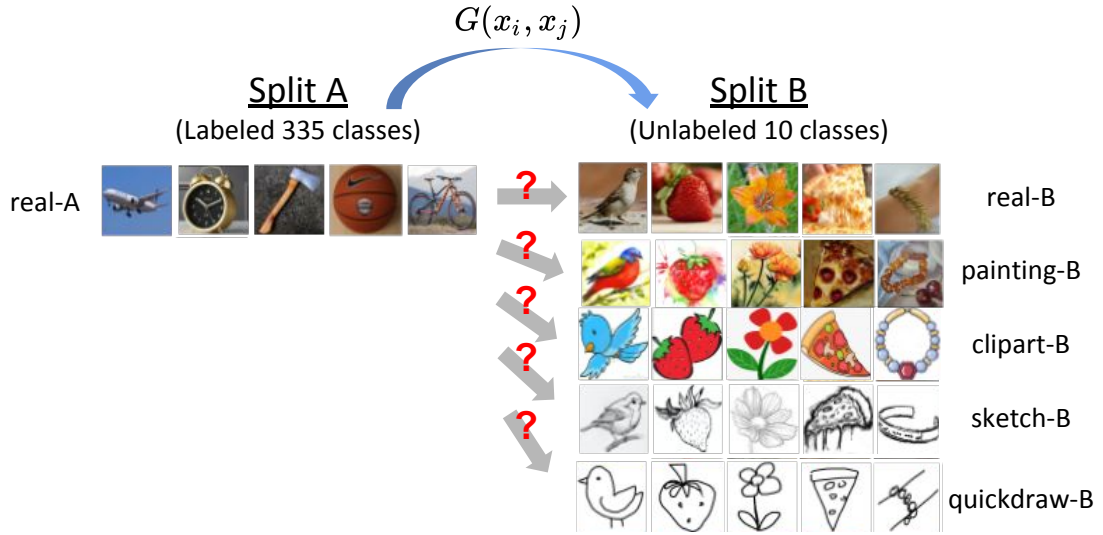 G(x_i, x_j)
Split A
(Labeled 335 classes)
Split B
(Unlabeled 10 classes)
real-A
?
real-B
?
painting-B
?
clipart-B
?
sketch-B
?
quickdraw-B